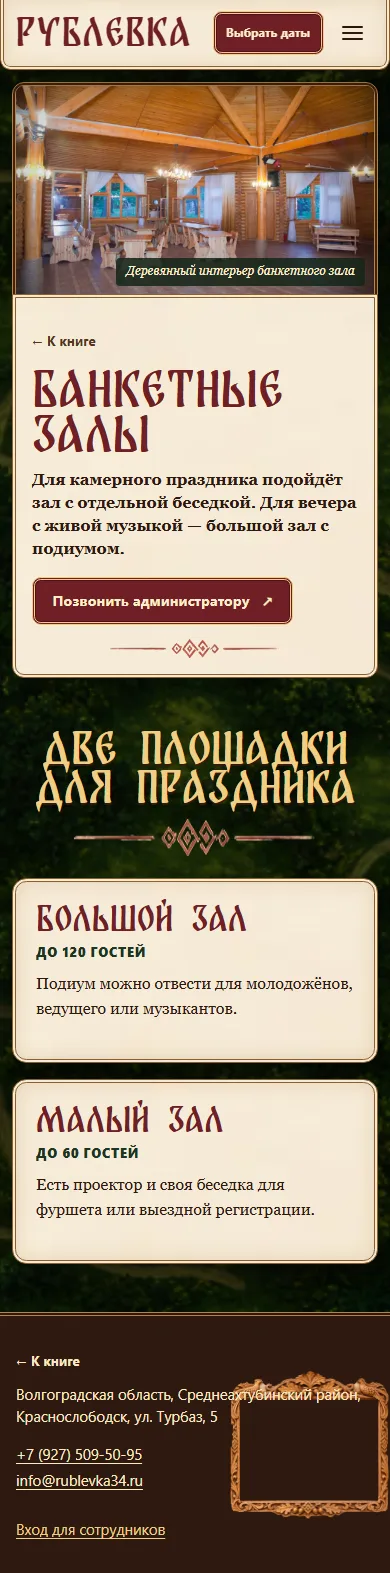 РУБЛЕВКА
Выбрать даты
Деревянный интерьер банкетного зала
← К книге
БАНКЕТНЫЕ
ЗАЛЫ
Для камерного праздника подойдёт
зал с отдельной беседкой. Для вечера
с живой музыкой — большой зал с
подиумом.
Позвонить администратору ↗
ДВЕ ПЛОЩАДКИ
ДЛЯ ПРАЗДНИКА
БОЛЬШОЙ ЗАЛ
ДО 120 ГОСТЕЙ
Подиум можно отвести для молодожёнов,
ведущего или музыкантов.
МАЛЫЙ ЗАЛ
ДО 60 ГОСТЕЙ
Есть проектор и своя беседка для
фуршета или выездной регистрации.
← К книге
Волгоградская область, Среднеахтубинский район,
Краснослободск, ул. Турбаз, 5
+7 (927) 509-50-95
info@rublevka34.ru
Вход для сотрудников